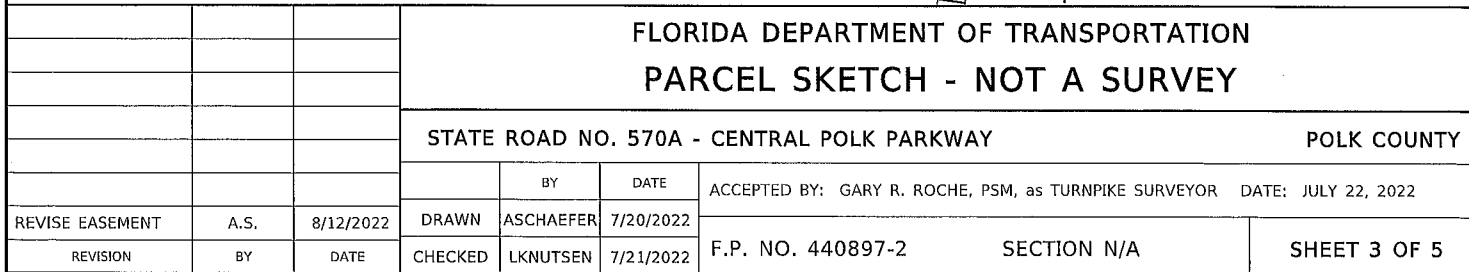 FLORIDA DEPARTMENT OF TRANSPORTATION
PARCEL SKETCH - NOT A SURVEY
STATE ROAD NO. 570A - CENTRAL POLK PARKWAY POLK COUNTY
BY DATE ACCEPTED BY: GARY R. ROCHE, PSM, as TURNPIKE SURVEYOR DATE: JULY 22, 2022
REVISE EASEMENT A.S. 8/12/2022 DRAWN ASCHAEFER 7/20/2022
REVISION BY DATE CHECKED LKNUTSEN 7/21/2022 F.P. NO. 440897-2 SECTION N/A SHEET 3 OF 5